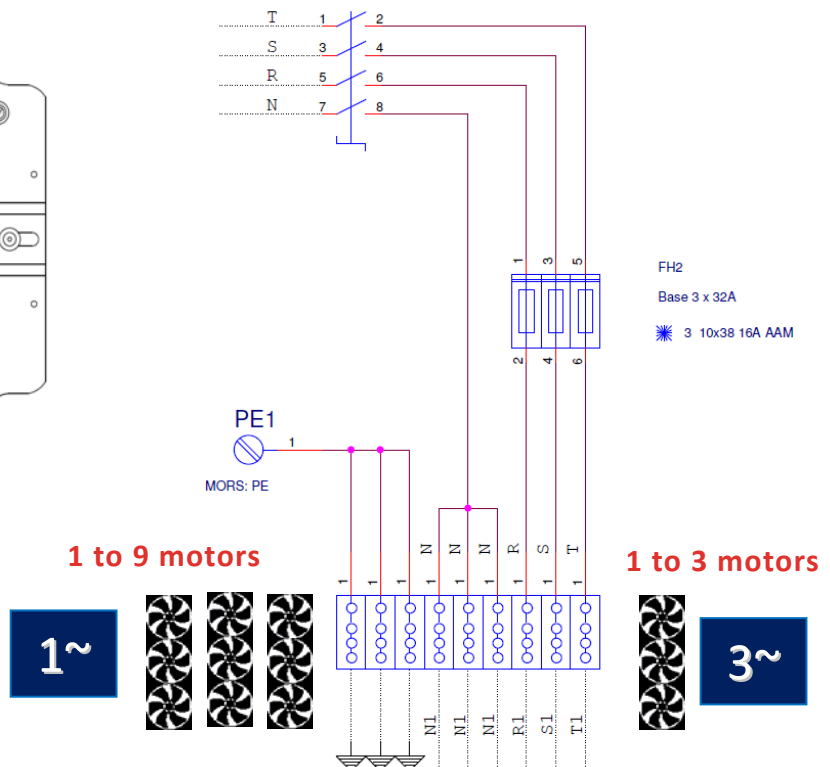 T 1 2
S 3 4
R 5 6
N 7 8
1 3 5
FH2
Base 3 x 32A
3 10x38 16A AAM
2 4 6
PE1
1
MORS: PE
1 to 9 motors
N N N R S T
1 to 3 motors
1 1 1 1 1 1 1 1 1
1~
3~
N1 N1 N1 R1 S1 T1